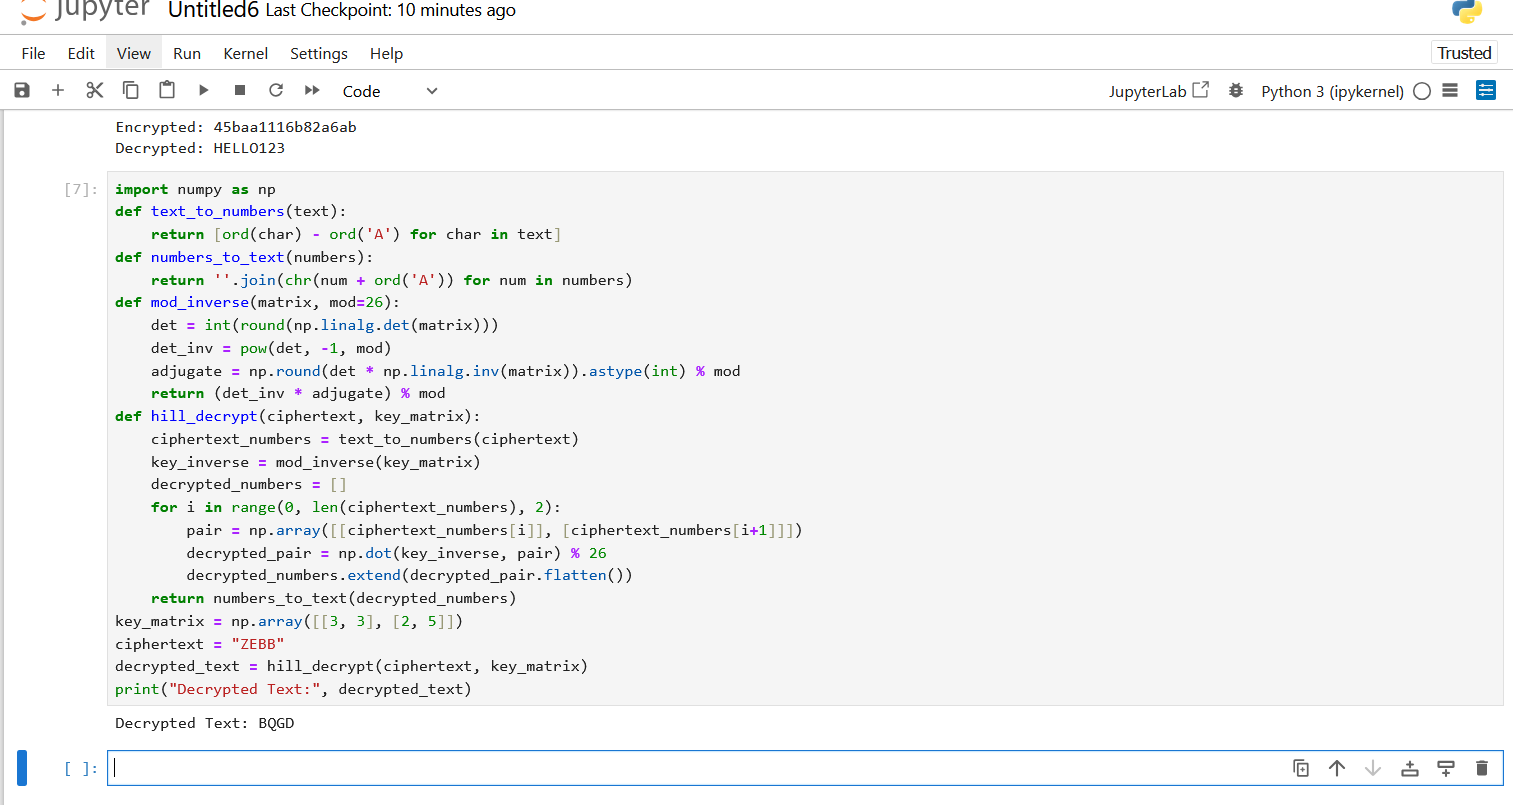 jupyter Untitled6 Last Checkpoint: 10 minutes ago
File Edit View Run Kernel Settings Help Trusted
Code JupyterLab Python 3 (ipykernel)
Encrypted: 45baa1116b82a6ab
Decrypted: HELLO123
[7]: import numpy as np
def text_to_numbers(text):
    return [ord(char) - ord('A') for char in text]
def numbers_to_text(numbers):
    return ''.join(chr(num + ord('A')) for num in numbers)
def mod_inverse(matrix, mod=26):
    det = int(round(np.linalg.det(matrix)))
    det_inv = pow(det, -1, mod)
    adjugate = np.round(det * np.linalg.inv(matrix)).astype(int) % mod
    return (det_inv * adjugate) % mod
def hill_decrypt(ciphertext, key_matrix):
    ciphertext_numbers = text_to_numbers(ciphertext)
    key_inverse = mod_inverse(key_matrix)
    decrypted_numbers = []
    for i in range(0, len(ciphertext_numbers), 2):
        pair = np.array([[ciphertext_numbers[i]], [ciphertext_numbers[i+1]]])
        decrypted_pair = np.dot(key_inverse, pair) % 26
        decrypted_numbers.extend(decrypted_pair.flatten())
    return numbers_to_text(decrypted_numbers)
key_matrix = np.array([[3, 3], [2, 5]])
ciphertext = "ZEBB"
decrypted_text = hill_decrypt(ciphertext, key_matrix)
print("Decrypted Text:", decrypted_text)
Decrypted Text: BQGD
[ ]: